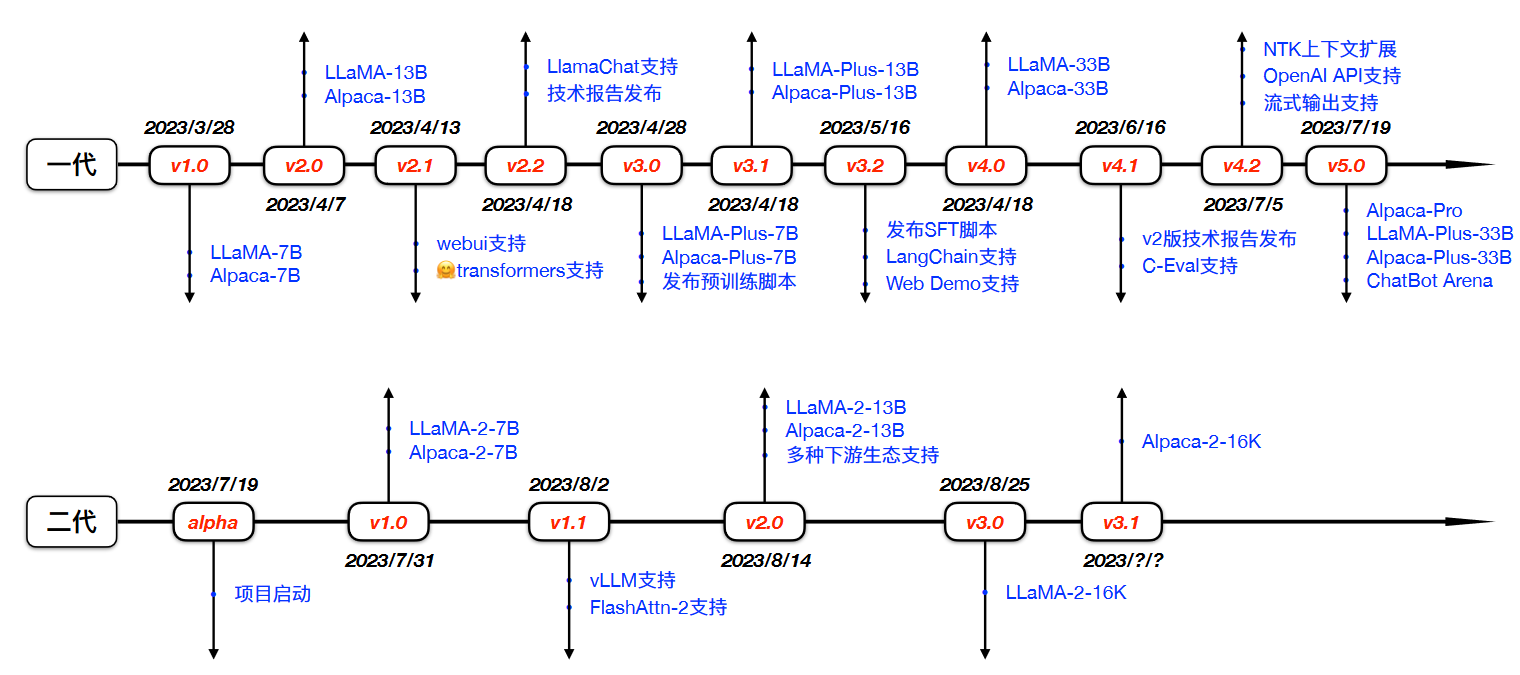 LLaMA-13B
Alpaca-13B
LlamaChat支持
技术报告发布
LLaMA-Plus-13B
Alpaca-Plus-13B
LLaMA-33B
Alpaca-33B
NTK上下文扩展
OpenAI API支持
流式输出支持
2023/3/28
2023/4/13
2023/4/28
2023/5/16
2023/6/16
2023/7/19
一代
v1.0
v2.0
v2.1
v2.2
v3.0
v3.1
v3.2
v4.0
v4.1
v4.2
v5.0
2023/4/7
2023/4/18
2023/4/18
2023/4/18
2023/7/5
LLaMA-7B
Alpaca-7B
webui支持
🤗transformers支持
LLaMA-Plus-7B
Alpaca-Plus-7B
发布预训练脚本
发布SFT脚本
LangChain支持
Web Demo支持
v2版技术报告发布
C-Eval支持
Alpaca-Pro
LLaMA-Plus-33B
Alpaca-Plus-33B
ChatBot Arena
LLaMA-2-7B
Alpaca-2-7B
LLaMA-2-13B
Alpaca-2-13B
多种下游生态支持
Alpaca-2-16K
2023/7/19
2023/8/2
2023/8/25
二代
alpha
v1.0
v1.1
v2.0
v3.0
v3.1
2023/7/31
2023/8/14
2023/?/?
项目启动
vLLM支持
FlashAttn-2支持
LLaMA-2-16K